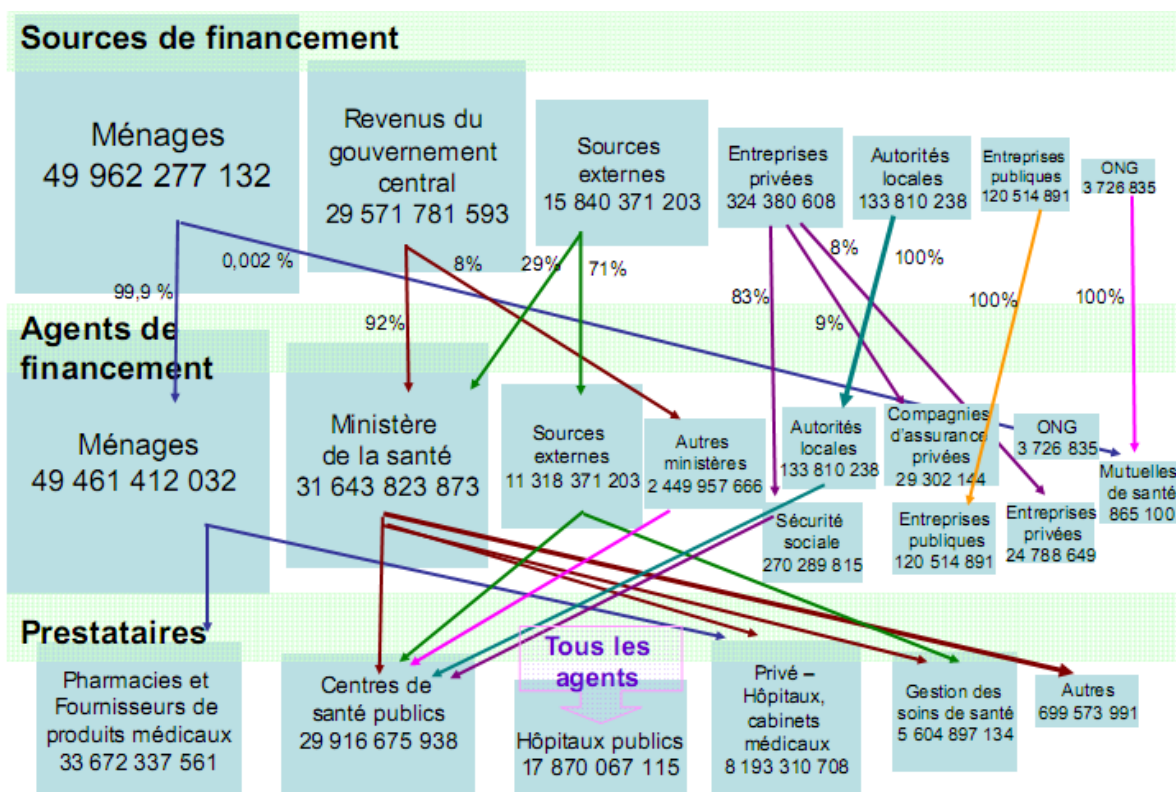 Sources de financement
Ménages
49 962 277 132
Revenus du
gouvernement
central
29 571 781 593
Sources
externes
15 840 371 203
Entreprises
privées
324 380 608
Autorités
locales
133 810 238
Entreprises
publiques
120 514 891
ONG
3 726 835
0,002 %
99,9 %
8%
92%
29%
71%
83%
9%
8%
100%
100%
100%
Agents de
financement
Ménages
49 461 412 032
Ministère
de la santé
31 643 823 873
Sources
externes
11 318 371 203
Autres
ministères
2 449 957 666
Autorités
locales
133 810 238
Sécurité
sociale
270 289 815
Compagnies
d'assurance
privées
29 302 144
Entreprises
publiques
120 514 891
ONG
3 726 835
Entreprises
privées
24 788 649
Mutuelles
de santé
865 100
Prestataires
Tous les
agents
Pharmacies et
Fournisseurs de
produits médicaux
33 672 337 561
Centres de
santé publics
29 916 675 938
Hôpitaux publics
17 870 067 115
Privé –
Hôpitaux,
cabinets
médicaux
8 193 310 708
Gestion des
soins de santé
5 604 897 134
Autres
699 573 991